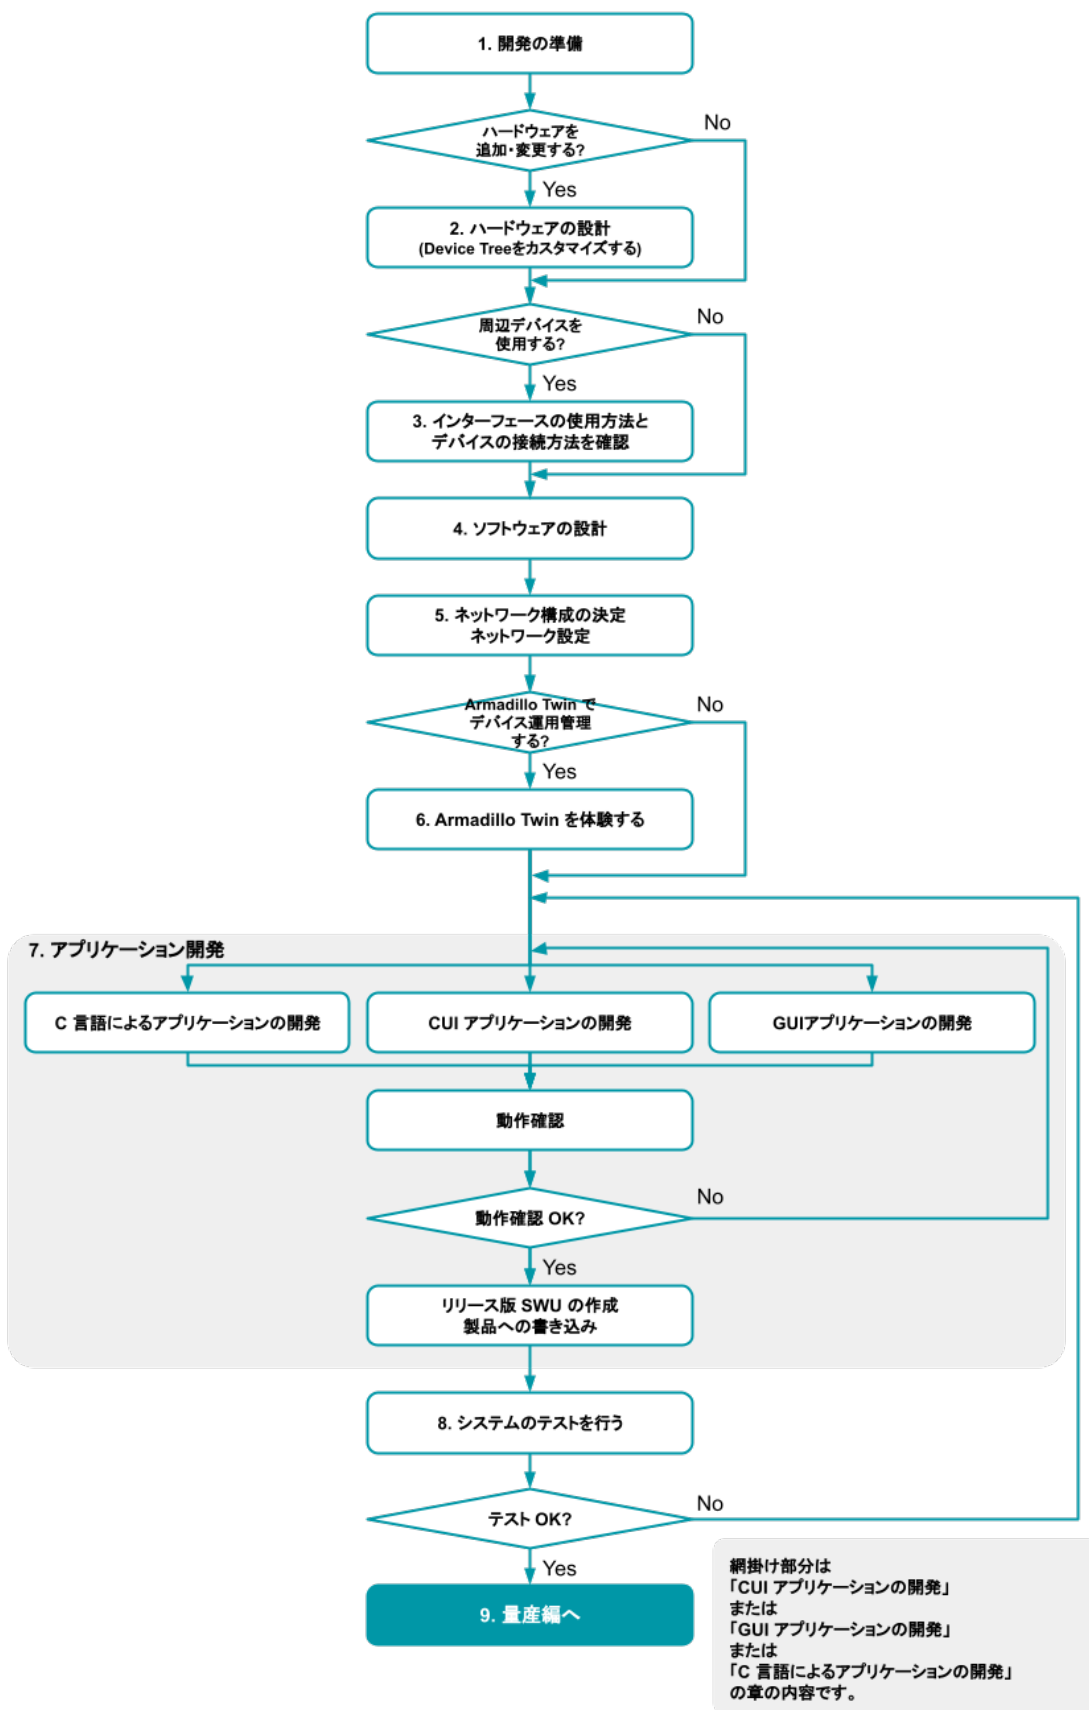 1. 開発の準備
ハードウェアを
追加・変更する?
No
Yes
2. ハードウェアの設計
(Device Treeをカスタマイズする)
周辺デバイスを
使用する?
No
Yes
3. インターフェースの使用方法と
デバイスの接続方法を確認
4. ソフトウェアの設計
5. ネットワーク構成の決定
ネットワーク設定
Armadillo Twin で
デバイス運用管理
する?
No
Yes
6. Armadillo Twin を体験する
7. アプリケーション開発
C 言語によるアプリケーションの開発
CUI アプリケーションの開発
GUIアプリケーションの開発
動作確認
動作確認 OK?
No
Yes
リリース版 SWU の作成
製品への書き込み
8. システムのテストを行う
テスト OK?
No
Yes
9. 量産編へ
網掛け部分は
「CUI アプリケーションの開発」
または
「GUI アプリケーションの開発」
または
「C 言語によるアプリケーションの開発」
の章の内容です。